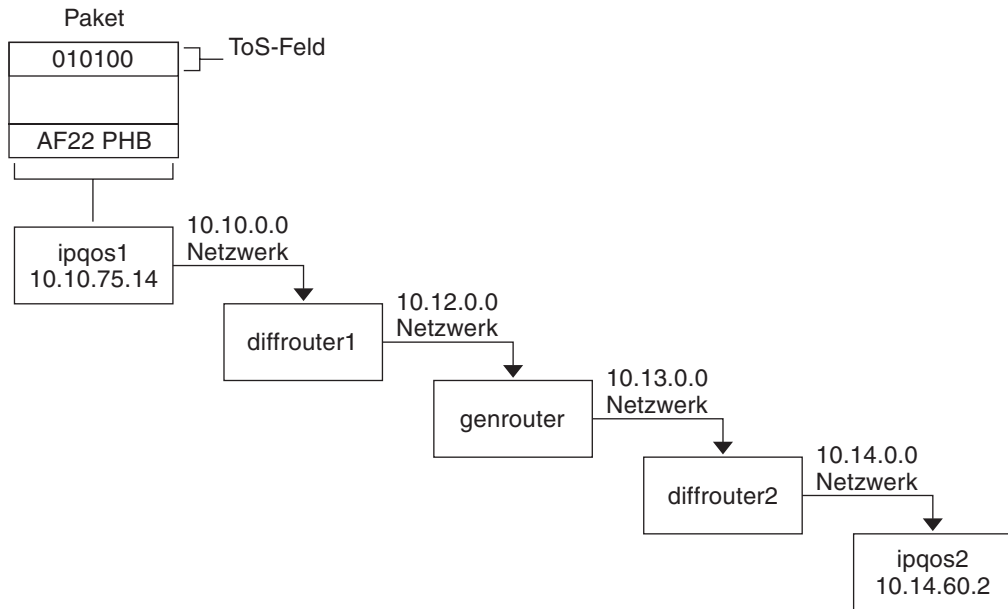 Paket
010100
ToS-Feld
AF22 PHB
ipqos1
10.10.75.14
10.10.0.0
Netzwerk
diffrouter1
10.12.0.0
Netzwerk
genrouter
10.13.0.0
Netzwerk
diffrouter2
10.14.0.0
Netzwerk
ipqos2
10.14.60.2